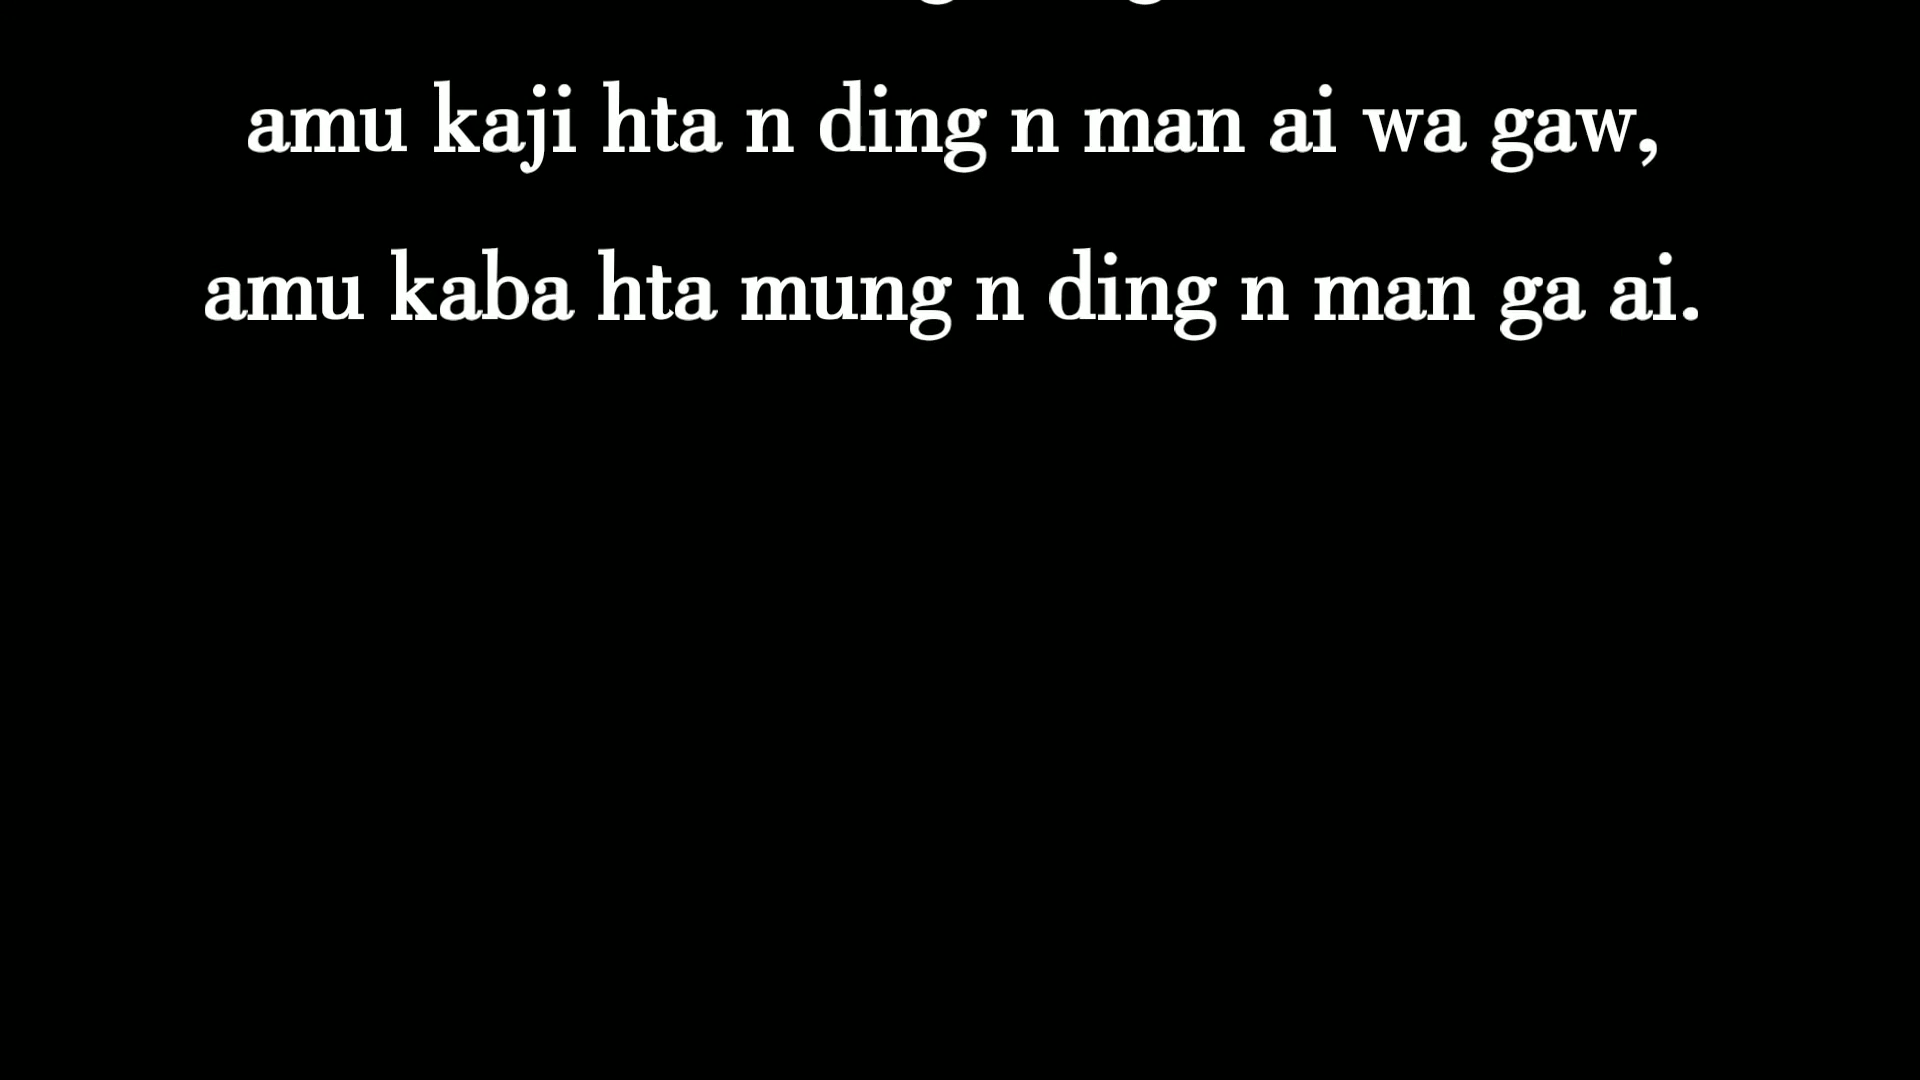 amu kaji hta n ding n man ai wa gaw,
amu kaba hta mung n ding n man ga ai.